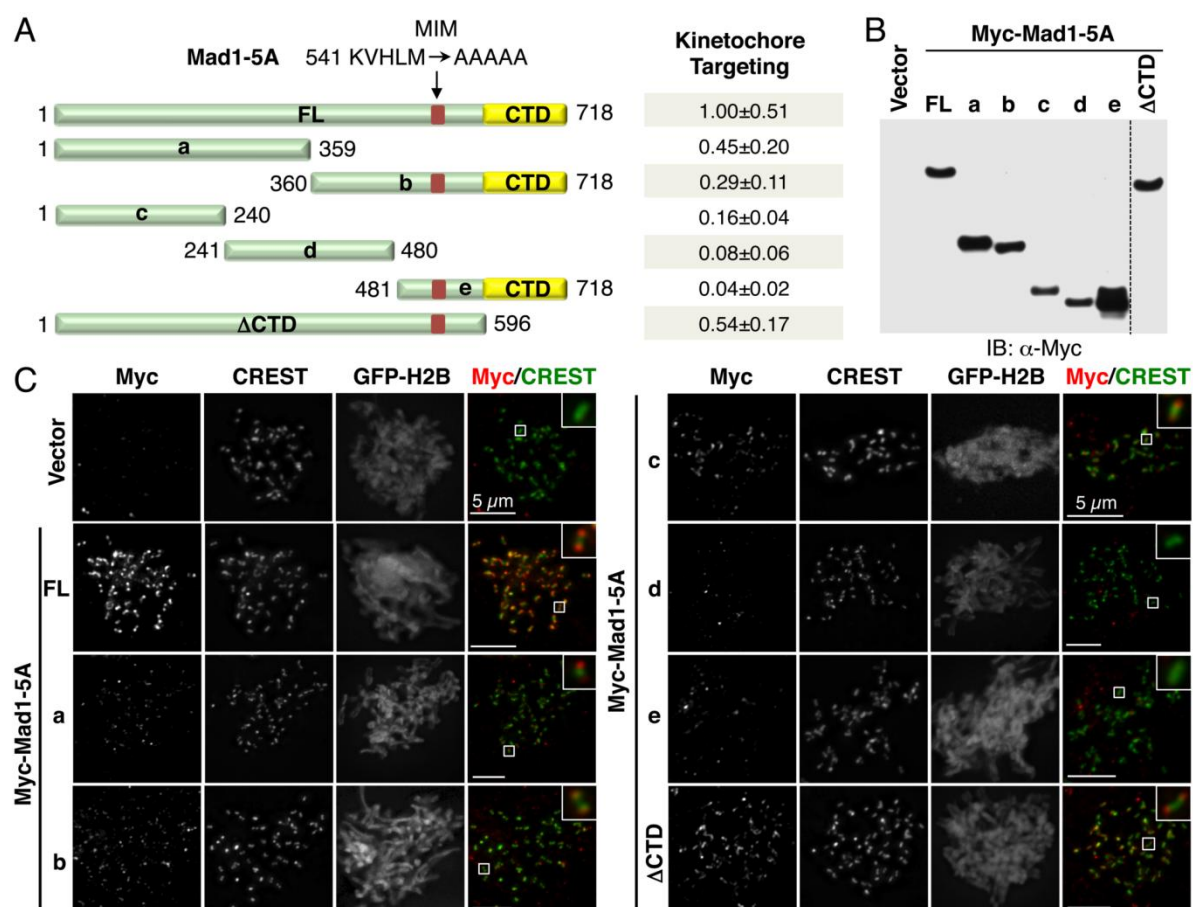 A
MIM
Mad1-5A 541 KVHLM→AAAAA
Kinetochore
Targeting
1 FL CTD 718 1.00±0.51
1 a 359 0.45±0.20
360 b CTD 718 0.29±0.11
1 c 240 0.16±0.04
241 d 480 0.08±0.06
481 e CTD 718 0.04±0.02
1 ΔCTD 596 0.54±0.17
B
Myc-Mad1-5A
Vector FL a b c d e ΔCTD
IB: α-Myc
C
Myc CREST GFP-H2B Myc/CREST
Vector
5 µm
Myc-Mad1-5A
FL
a
b
Myc CREST GFP-H2B Myc/CREST
Myc-Mad1-5A
c
5 µm
d
e
ΔCTD